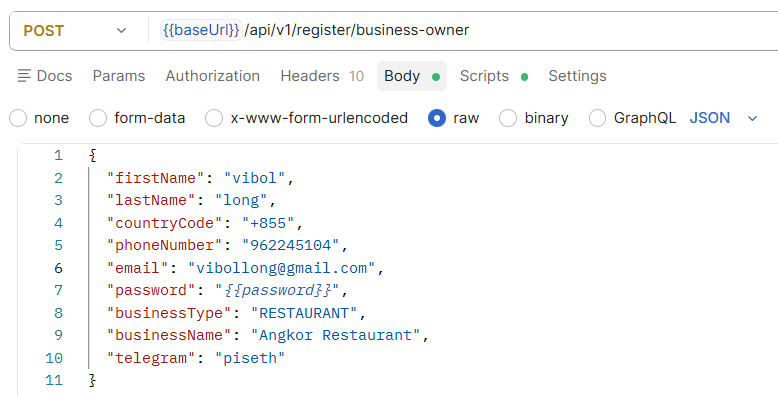 POST {{baseUrl}} /api/v1/register/business-owner
Docs Params Authorization Headers 10 Body Scripts Settings
none form-data x-www-form-urlencoded raw binary GraphQL JSON
1 {
2 "firstName": "vibol",
3 "lastName": "long",
4 "countryCode": "+855",
5 "phoneNumber": "962245104",
6 "email": "vibollong@gmail.com",
7 "password": "{{password}}",
8 "businessType": "RESTAURANT",
9 "businessName": "Angkor Restaurant",
10 "telegram": "piseth"
11 }